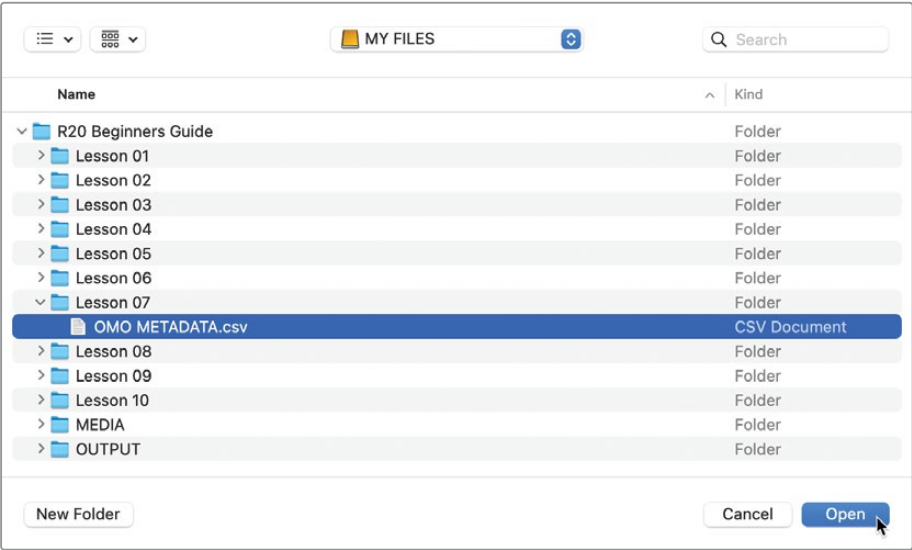 MY FILES
Search
Name Kind
R20 Beginners Guide Folder
Lesson 01 Folder
Lesson 02 Folder
Lesson 03 Folder
Lesson 04 Folder
Lesson 05 Folder
Lesson 06 Folder
Lesson 07 Folder
OMO METADATA.csv CSV Document
Lesson 08 Folder
Lesson 09 Folder
Lesson 10 Folder
MEDIA Folder
OUTPUT Folder
New Folder Cancel Open